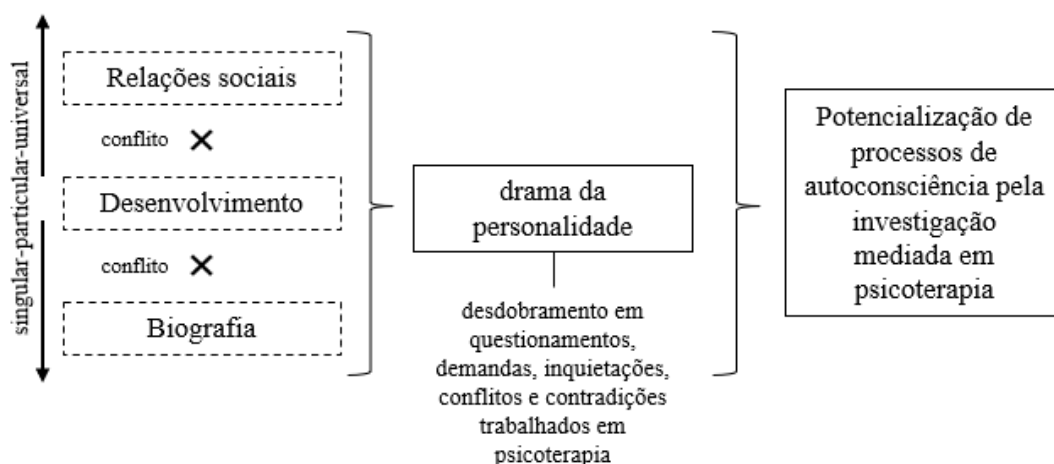 singular-particular-universal
Relações sociais
conflito
Desenvolvimento
conflito
Biografia
drama da
personalidade
desdobramento em
questionamentos,
demandas, inquietações,
conflitos e contradições
trabalhados em
psicoterapia
Potencialização de
processos de
autoconsciência pela
investigação
mediada em
psicoterapia